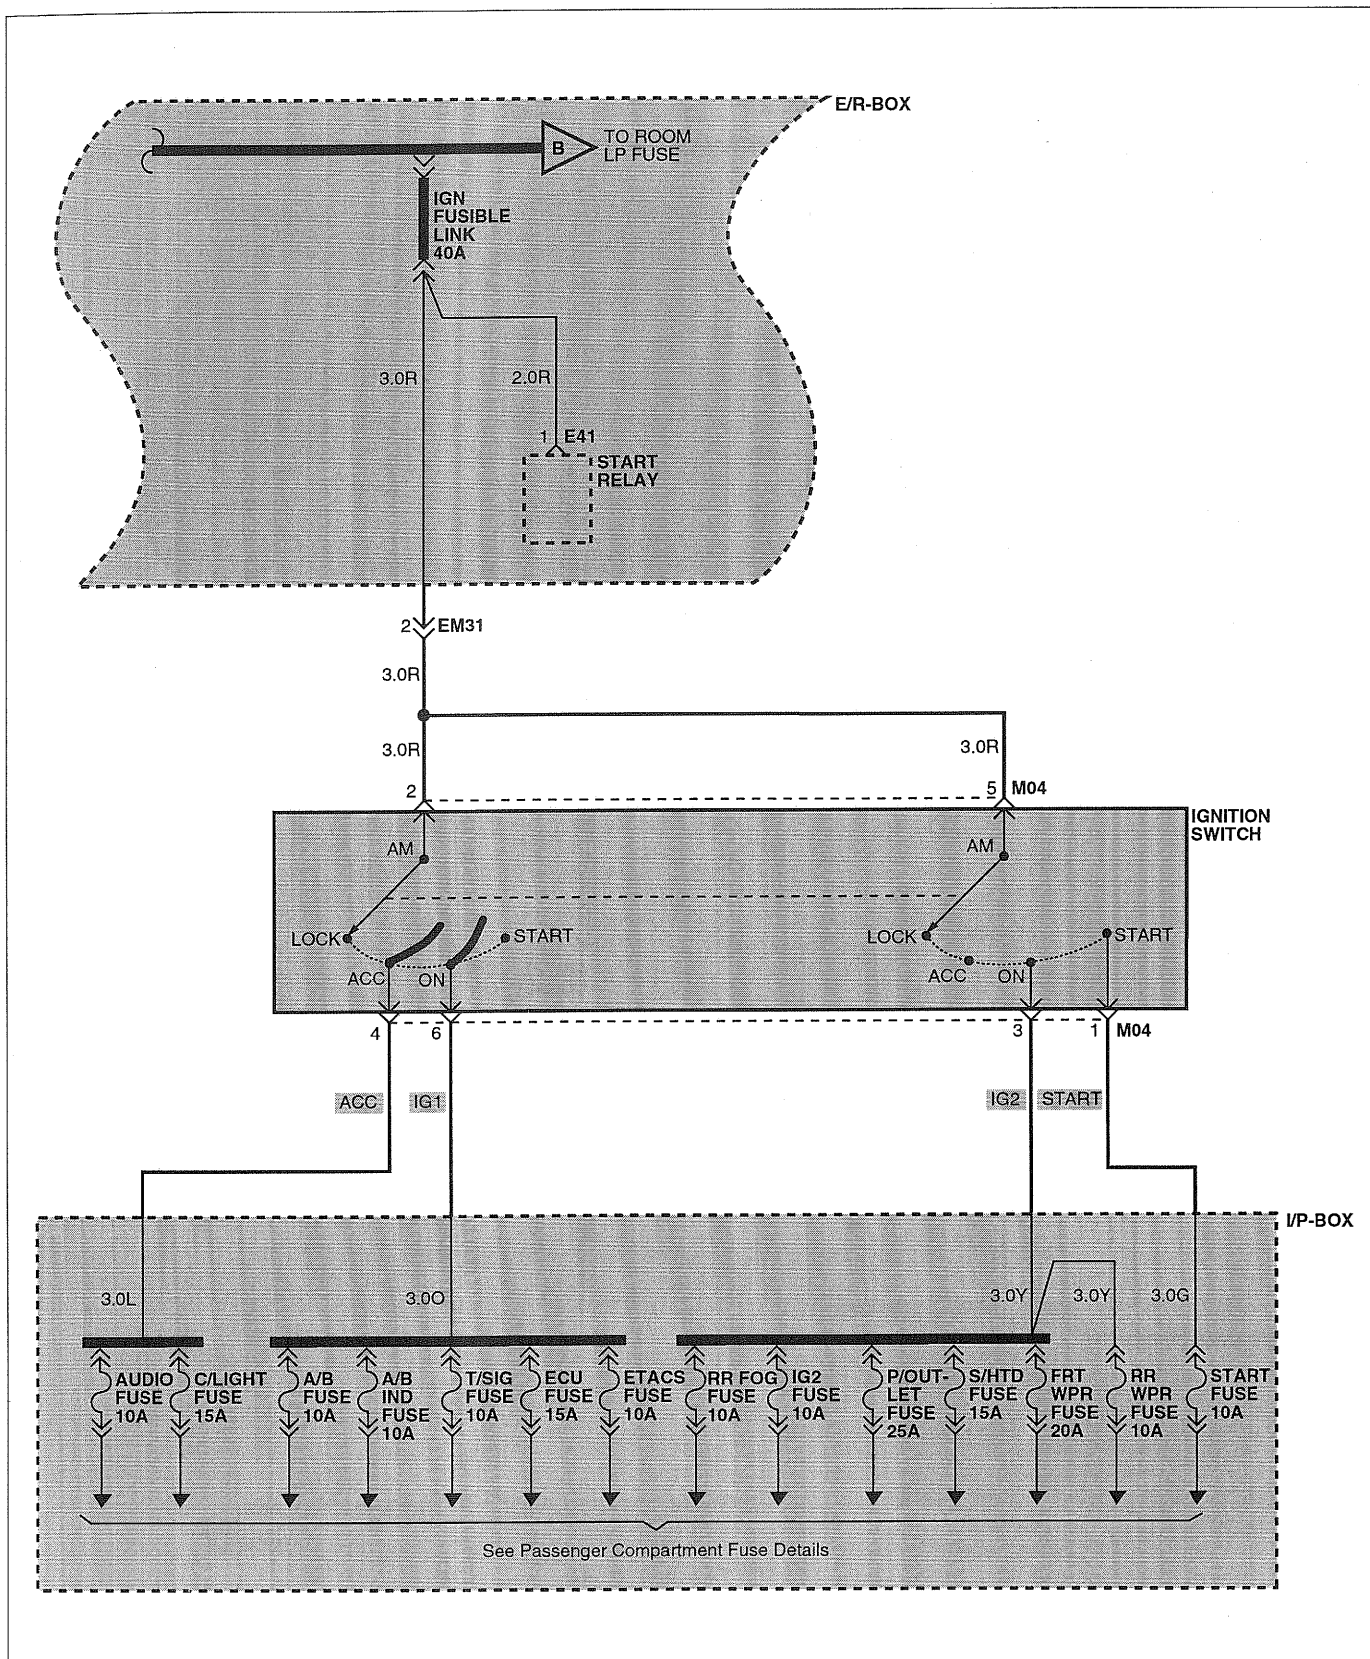 E/R-BOX
B
TO ROOM
LP FUSE
IGN
FUSIBLE
LINK
40A
3.0R
2.0R
1
E41
START
RELAY
2
EM31
3.0R
3.0R
3.0R
2
5
M04
IGNITION
SWITCH
AM
AM
LOCK
START
ACC
ON
LOCK
START
ACC
ON
4
6
3
1
M04
ACC
IG1
IG2
START
I/P-BOX
3.0L
3.0O
3.0Y
3.0Y
3.0G
AUDIO
FUSE
10A
C/LIGHT
FUSE
15A
A/B
FUSE
10A
A/B
IND
FUSE
10A
T/SIG
FUSE
10A
ECU
FUSE
15A
ETACS
FUSE
10A
RR FOG
FUSE
10A
IG2
FUSE
10A
P/OUT-
LET
FUSE
25A
S/HTD
FUSE
15A
FRT
WPR
FUSE
20A
RR
WPR
FUSE
10A
START
FUSE
10A
See Passenger Compartment Fuse Details